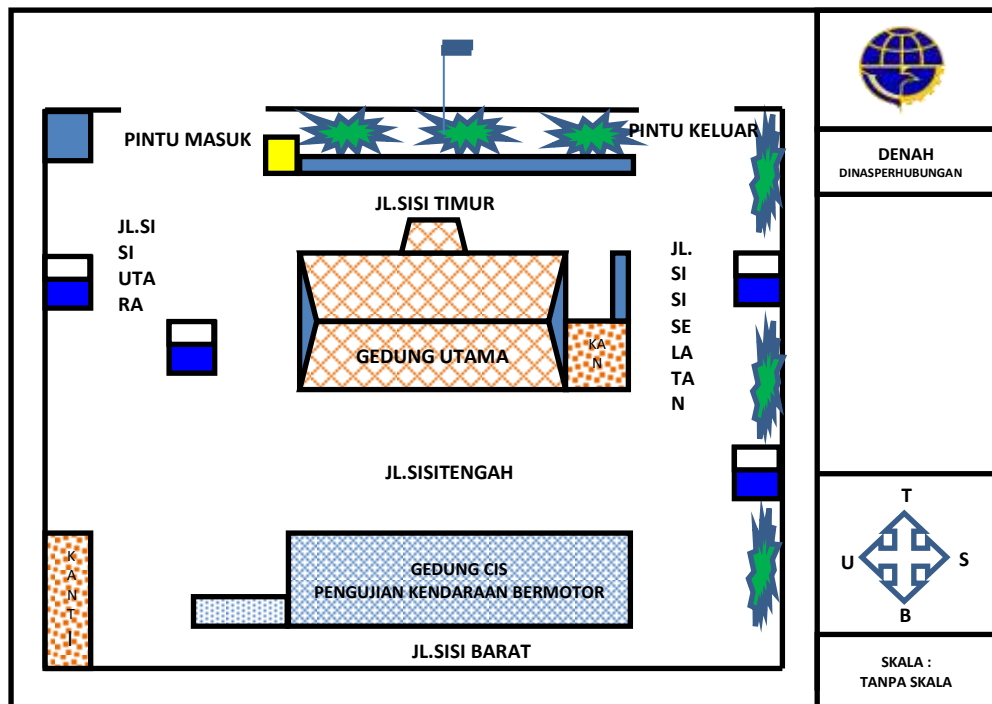 PINTU MASUK
PINTU KELUAR
JL.SISI TIMUR
JL.SI
SI
UTA
RA
JL.
SI
SI
SE
LA
TA
N
GEDUNG UTAMA
KA
N
JL.SISITENGAH
K
A
N
T
I
GEDUNG CIS
PENGUJIAN KENDARAAN BERMOTOR
JL.SISI BARAT
DENAH
DINASPERHUBUNGAN
T
U
S
B
SKALA :
TANPA SKALA